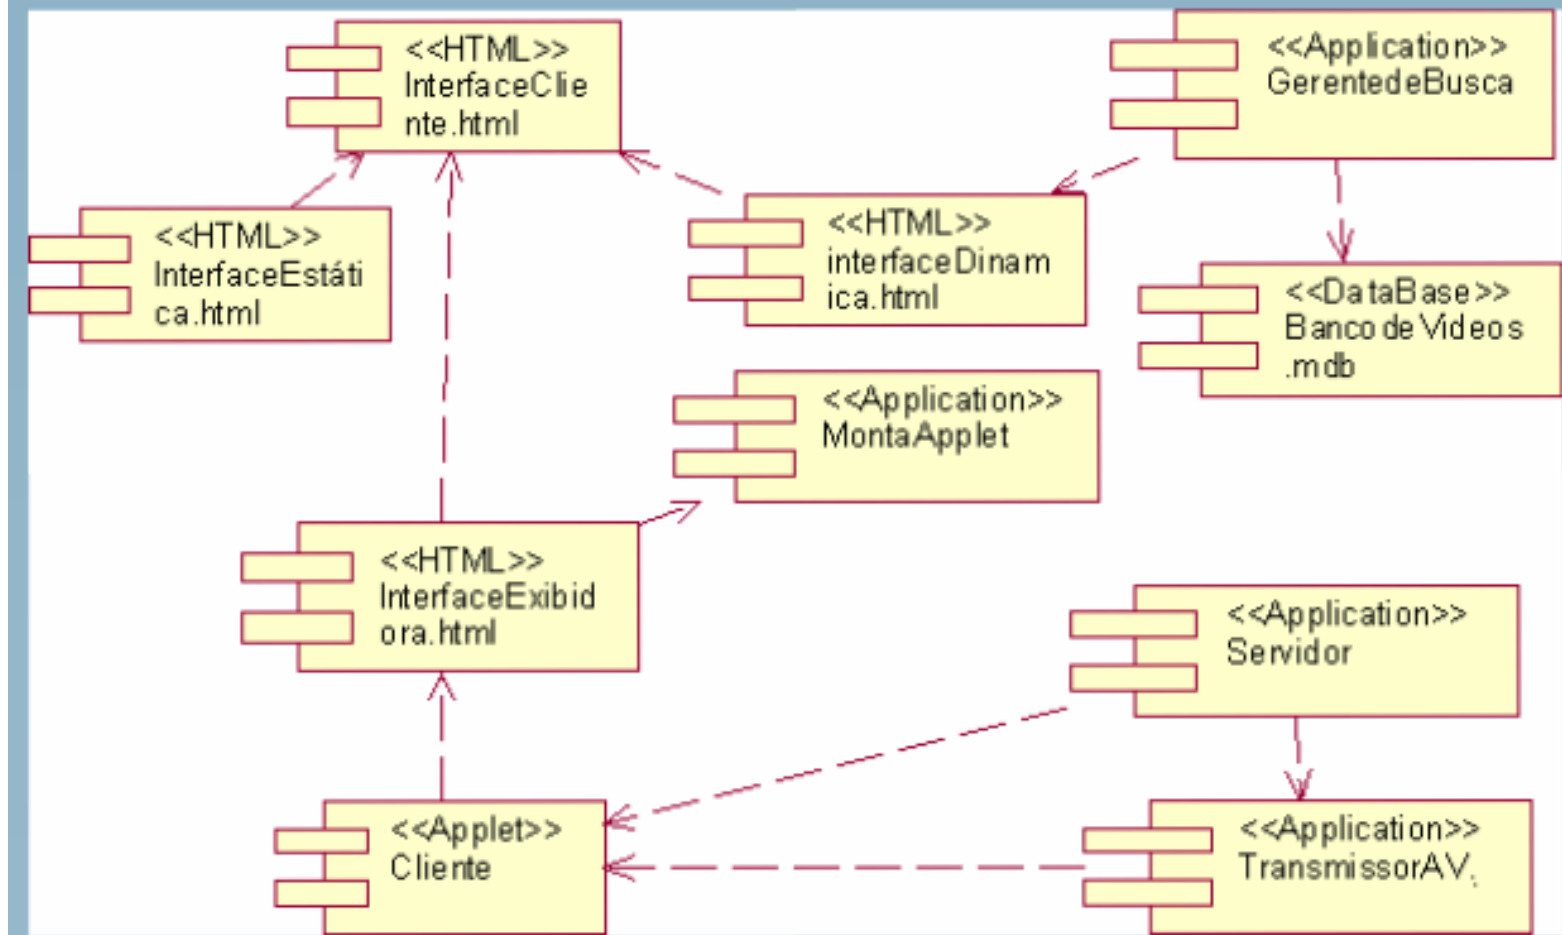 <<HTML>>
InterfaceClie
nte.html
<<Application>>
GerentedeBusca
<<HTML>>
InterfaceEstáti
ca.html
<<HTML>>
interfaceDinam
ica.html
<<DataBase>>
BancodeVideos
.mdb
<<Application>>
MontaApplet
<<HTML>>
InterfaceExibid
ora.html
<<Application>>
Servidor
<<Applet>>
Cliente
<<Application>>
TransmissorAV.